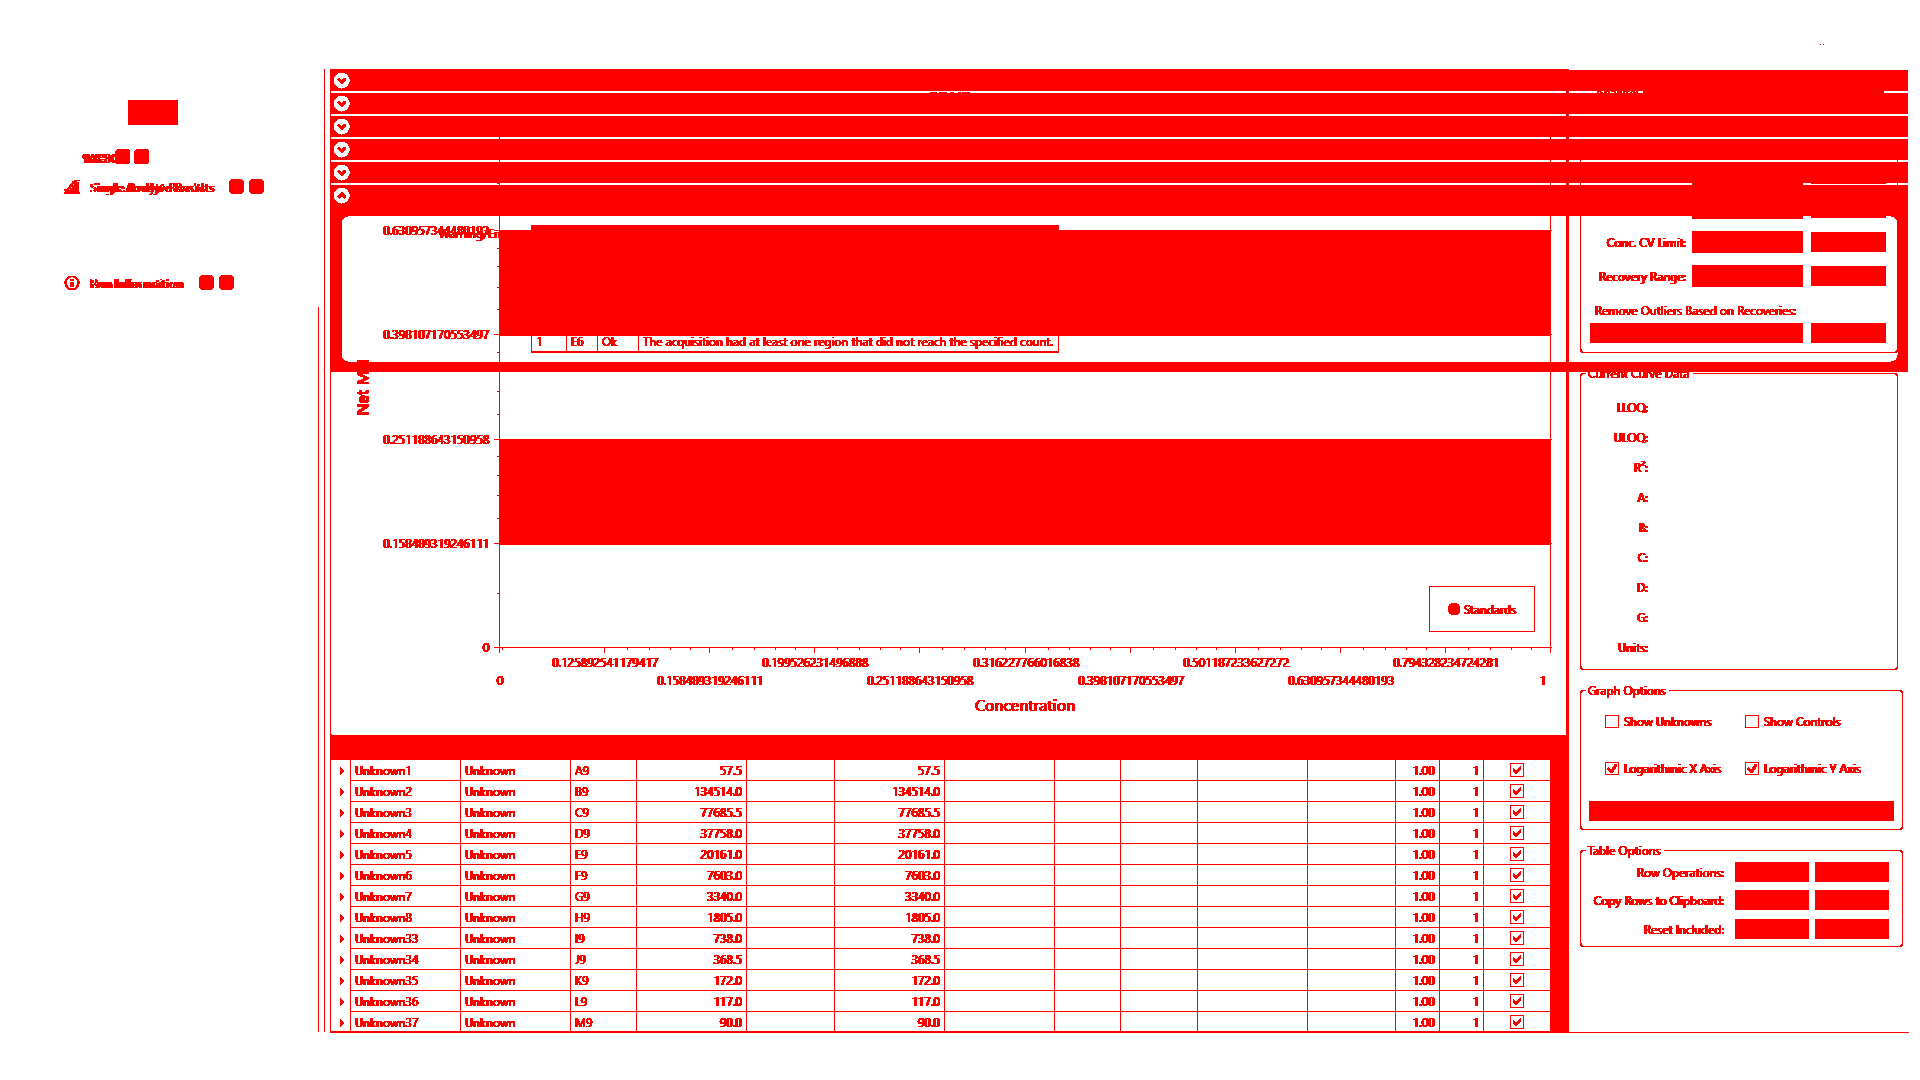 Warning/Er
0.630957344480193
Conc. CV Limit:
Recovery Range:
Remove Outliers Based on Recoveries:
0.398107170553497
1 E6 Ok The acquisition had at least one region that did not reach the specified count.
Net M
Current Curve Data
LLOQ:
ULOQ:
R²:
A:
B:
C:
D:
G:
Units:
0.251188643150958
0.158489319246111
Standards
0
0.125892541179417 0.199526231496888 0.316227766016838 0.501187233627272 0.794328234724281
0 0.158489319246111 0.251188643150958 0.398107170553497 0.630957344480193 1
Concentration
Graph Options
Show Unknowns Show Controls
Logarithmic X Axis Logarithmic Y Axis
Table Options
Row Operations:
Copy Rows to Clipboard:
Reset Included:
Unknown1 Unknown A9 57.5 57.5 1.00 1
Unknown2 Unknown B9 134514.0 134514.0 1.00 1
Unknown3 Unknown C9 77685.5 77685.5 1.00 1
Unknown4 Unknown D9 37758.0 37758.0 1.00 1
Unknown5 Unknown E9 20161.0 20161.0 1.00 1
Unknown6 Unknown F9 7603.0 7603.0 1.00 1
Unknown7 Unknown G9 3340.0 3340.0 1.00 1
Unknown8 Unknown H9 1805.0 1805.0 1.00 1
Unknown33 Unknown I9 738.0 738.0 1.00 1
Unknown34 Unknown J9 368.5 368.5 1.00 1
Unknown35 Unknown K9 172.0 172.0 1.00 1
Unknown36 Unknown L9 117.0 117.0 1.00 1
Unknown37 Unknown M9 90.0 90.0 1.00 1